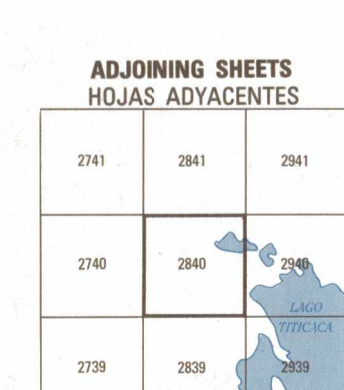 ADJOINING SHEETS
HOJAS ADYACENTES
2741 2841 2941
2740 2840 2940
LAGO
TITICACA
2739 2839 2939